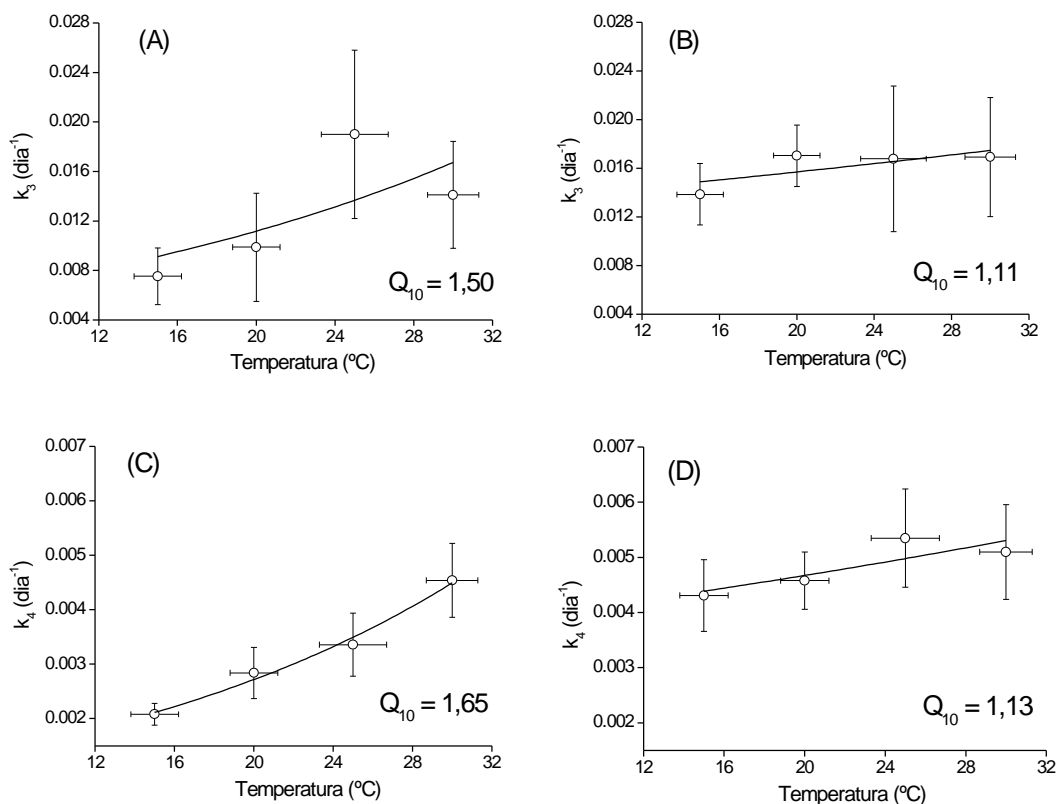 (A)
0.028
0.024
0.020
0.016
0.012
0.008
0.004
k3 (dia-1)
12 16 20 24 28 32
Temperatura (ºC)
Q10 = 1,50
(B)
0.028
0.024
0.020
0.016
0.012
0.008
0.004
k3 (dia-1)
12 16 20 24 28 32
Temperatura (ºC)
Q10 = 1,11
(C)
0.007
0.006
0.005
0.004
0.003
0.002
k4 (dia-1)
12 16 20 24 28 32
Temperatura (ºC)
Q10 = 1,65
(D)
0.007
0.006
0.005
0.004
0.003
0.002
k4 (dia-1)
12 16 20 24 28 32
Temperatura (ºC)
Q10 = 1,13